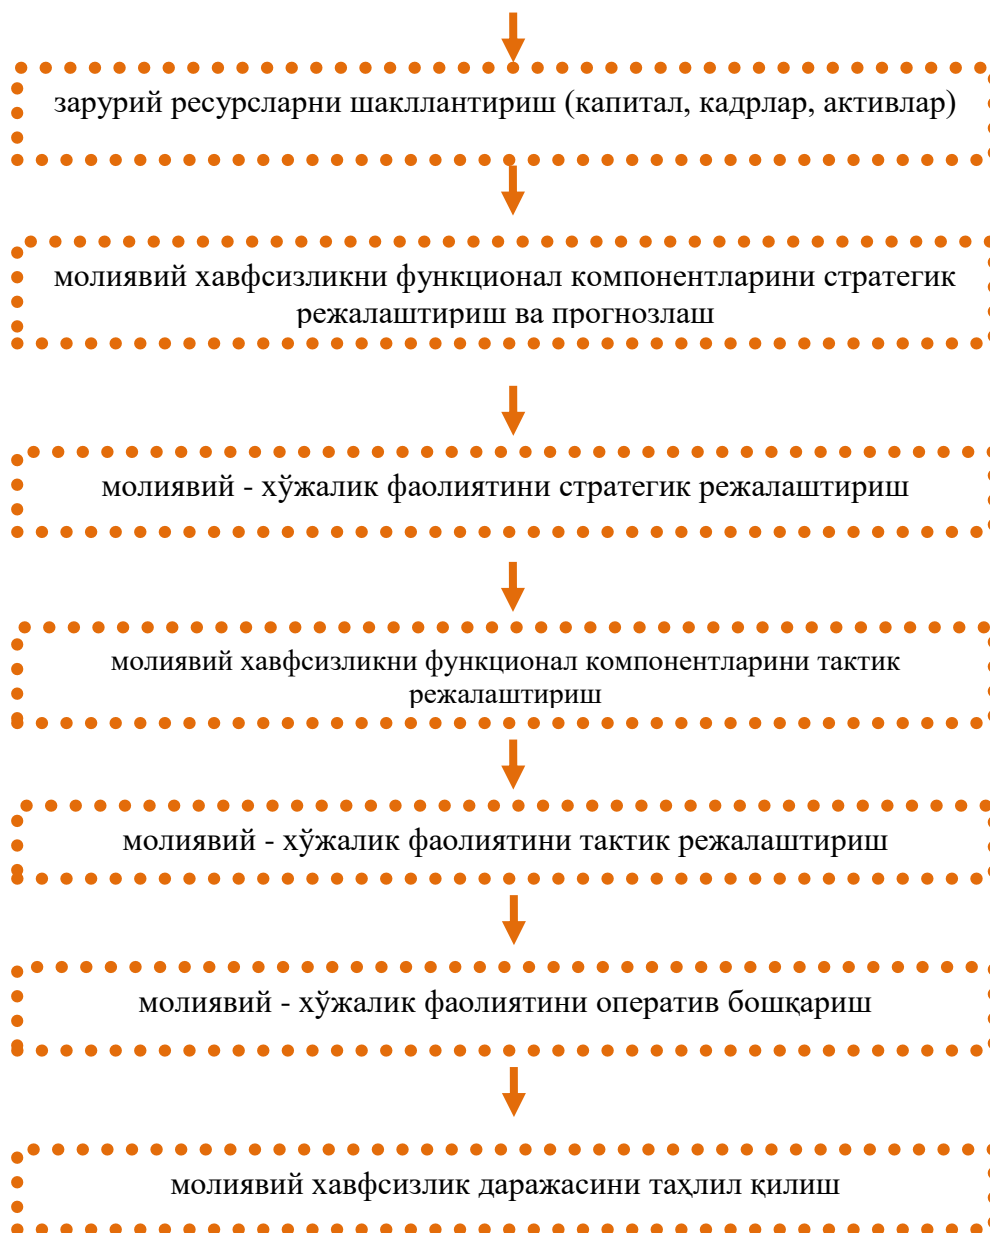 зарурий ресурсларни шакллантириш (капитал, кадрлар, активлар)
молиявий хавфсизликни функционал компонентларини стратегик
режалаштириш ва прогнозлаш
молиявий - хўжалик фаолиятини стратегик режалаштириш
молиявий хавфсизликни функционал компонентларини тактик
режалаштириш
молиявий - хўжалик фаолиятини тактик режалаштириш
молиявий - хўжалик фаолиятини оператив бошқариш
молиявий хавфсизлик даражасини таҳлил қилиш